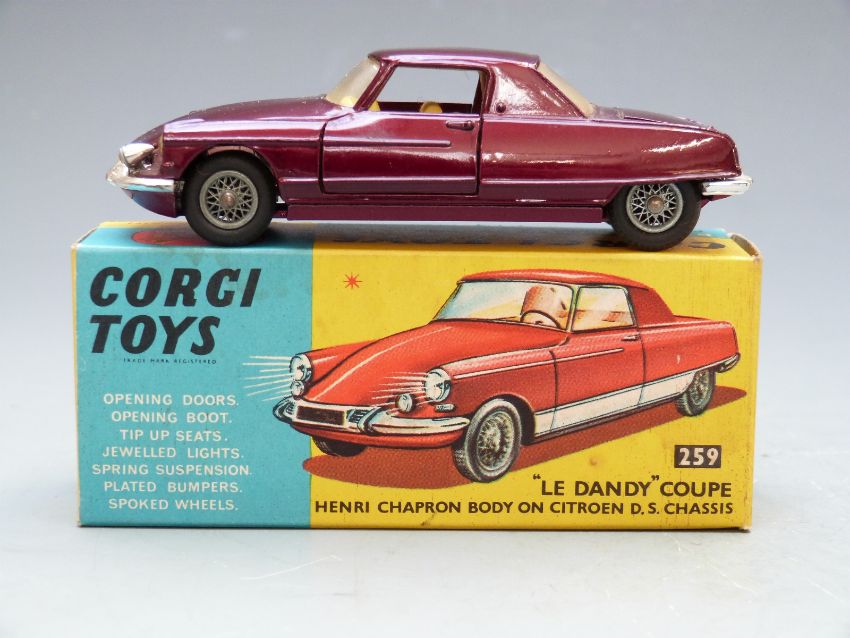 CORGI
TOYS
TRADE MARK REGISTERED
OPENING DOORS.
OPENING BOOT.
TIP UP SEATS.
JEWELLED LIGHTS.
SPRING SUSPENSION.
PLATED BUMPERS.
SPOKED WHEELS.
259
"LE DANDY" COUPE
HENRI CHAPRON BODY ON CITROEN D.S. CHASSIS